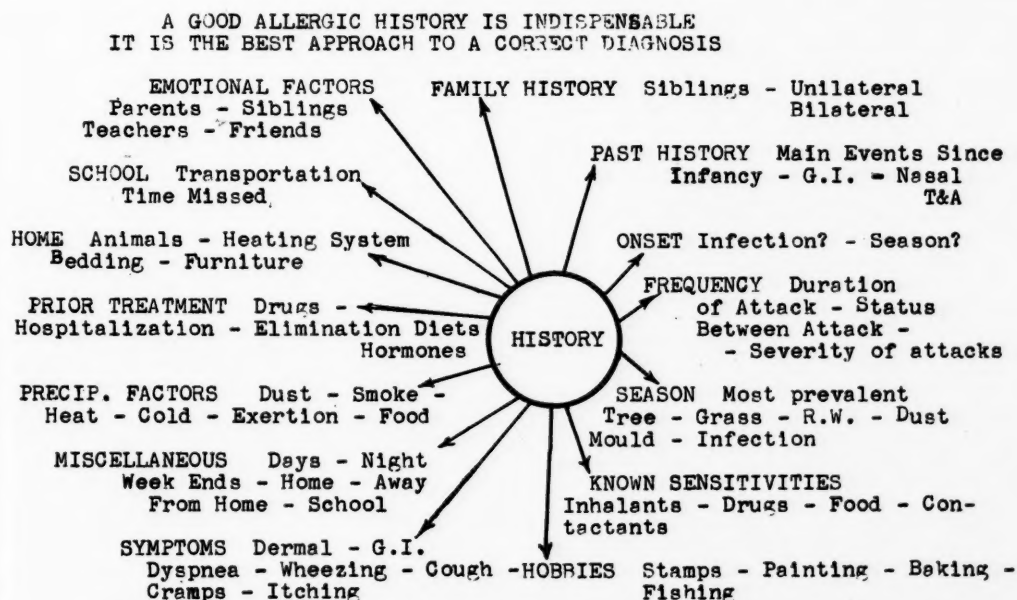 A GOOD ALLERGIC HISTORY IS INDISPENSABLE
IT IS THE BEST APPROACH TO A CORRECT DIAGNOSIS
EMOTIONAL FACTORS
Parents - Siblings
Teachers - Friends
FAMILY HISTORY Siblings - Unilateral
Bilateral
SCHOOL Transportation
Time Missed
PAST HISTORY Main Events Since
Infancy - G.I. - Nasal
T&A
HOME Animals - Heating System
Bedding - Furniture
ONSET Infection? - Season?
PRIOR TREATMENT Drugs -
Hospitalization - Elimination Diets
Hormones
HISTORY
FREQUENCY Duration
of Attack - Status
Between Attack -
- Severity of attacks
PRECIP. FACTORS Dust - Smoke -
Heat - Cold - Exertion - Food
SEASON Most prevalent
Tree - Grass - R.W. - Dust
Mould - Infection
MISCELLANEOUS Days - Night
Week Ends - Home - Away
From Home - School
KNOWN SENSITIVITIES
Inhalants - Drugs - Food - Con-
tactants
SYMPTOMS Dermal - G.I.
Dyspnea - Wheezing - Cough -
Cramps - Itching
HOBBIES Stamps - Painting - Baking -
Fishing